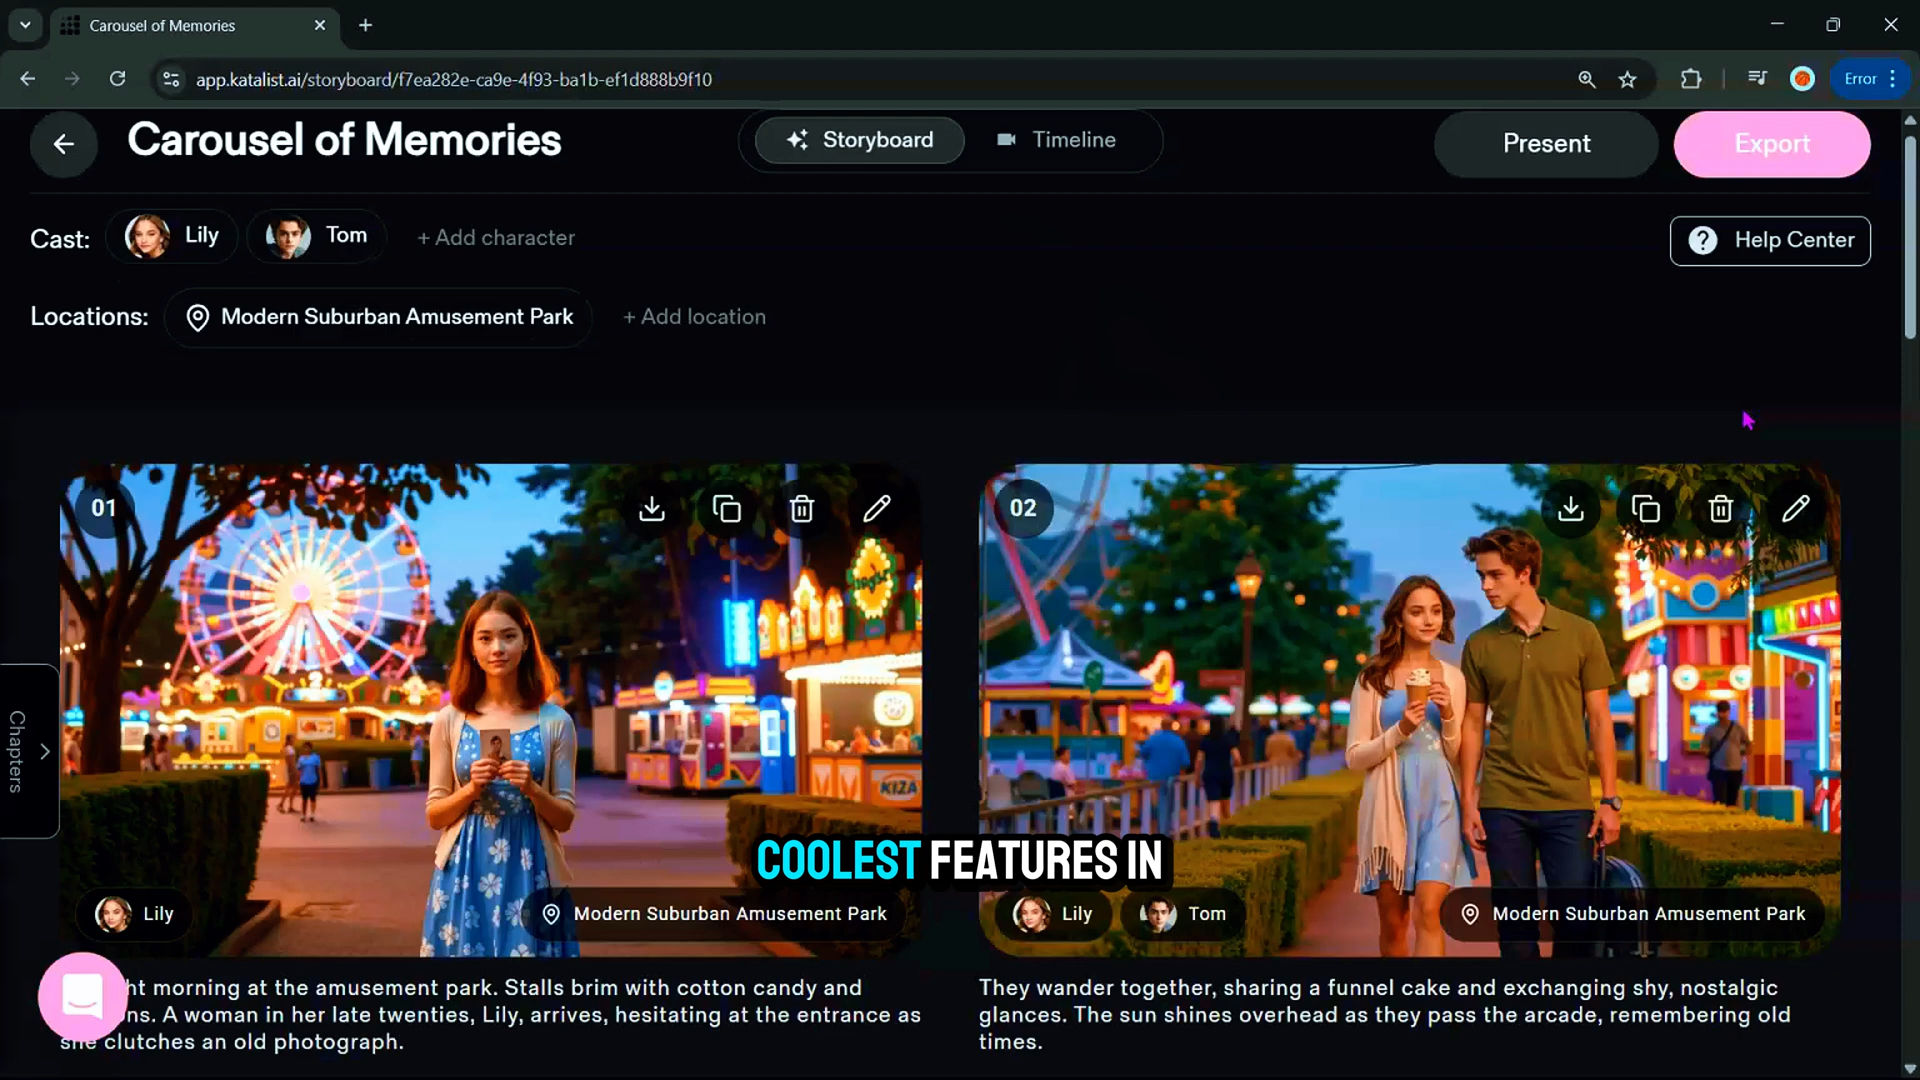 Carousel of Memories
app.katalist.ai/storyboard/f7ea282e-ca9e-4f93-ba1b-ef1d888b9f10
Error
Carousel of Memories
Storyboard
Timeline
Present
Export
Cast:
Lily
Tom
+ Add character
Help Center
Locations:
Modern Suburban Amusement Park
+ Add location
01
02
KIZA
Chapters
COOLEST FEATURES IN
Lily
Modern Suburban Amusement Park
Lily
Tom
Modern Suburban Amusement Park
ht morning at the amusement park. Stalls brim with cotton candy and
ns. A woman in her late twenties, Lily, arrives, hesitating at the entrance as
she clutches an old photograph.
They wander together, sharing a funnel cake and exchanging shy, nostalgic
glances. The sun shines overhead as they pass the arcade, remembering old
times.